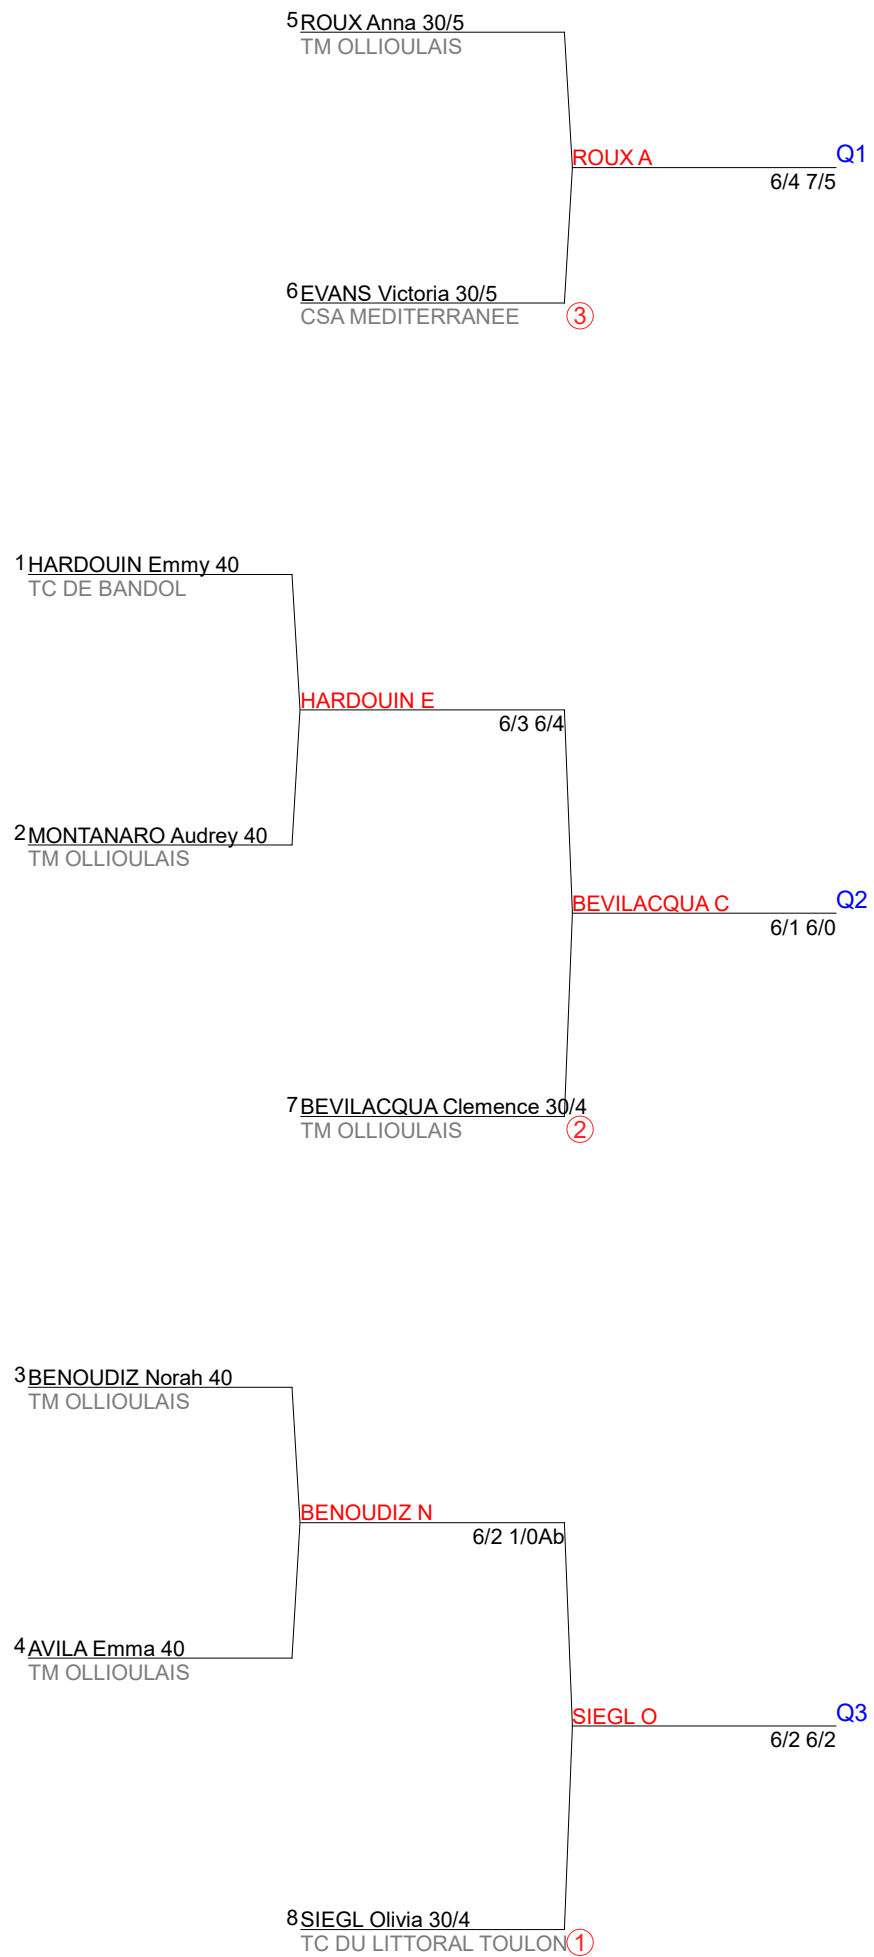 5 ROUX Anna 30/5
TM OLLIOULAIS
ROUX A Q1
6/4 7/5
6 EVANS Victoria 30/5
CSA MEDITERRANEE 3
1 HARDOUIN Emmy 40
TC DE BANDOL
HARDOUIN E
6/3 6/4
2 MONTANARO Audrey 40
TM OLLIOULAIS
BEVILACQUA C Q2
6/1 6/0
7 BEVILACQUA Clemence 30/4
TM OLLIOULAIS 2
3 BENOUDIZ Norah 40
TM OLLIOULAIS
BENOUDIZ N
6/2 1/0Ab
4 AVILA Emma 40
TM OLLIOULAIS
SIEGL O Q3
6/2 6/2
8 SIEGL Olivia 30/4
TC DU LITTORAL TOULON 1